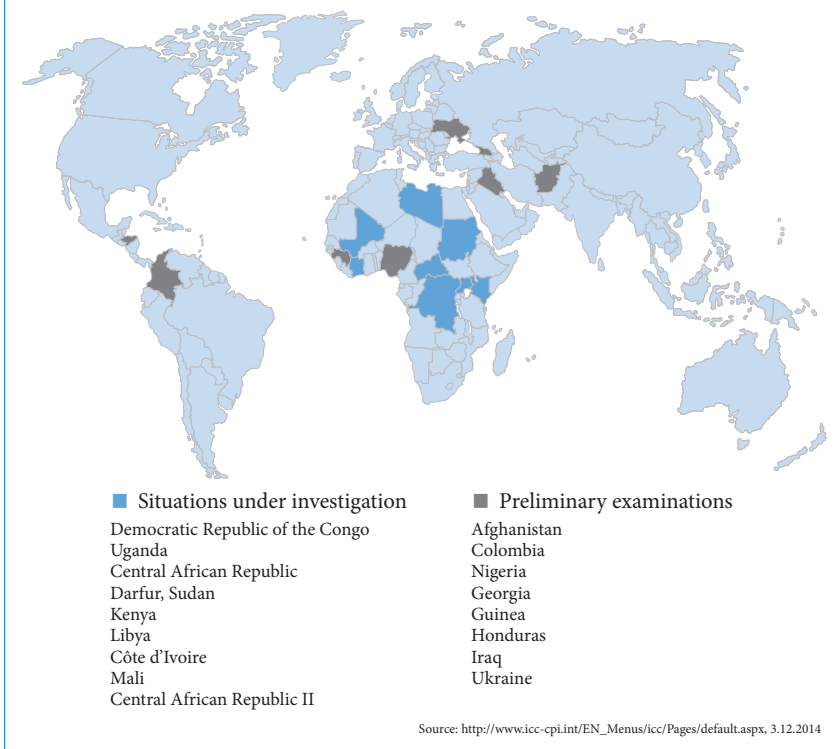 Situations under investigation
Democratic Republic of the Congo
Uganda
Central African Republic
Darfur, Sudan
Kenya
Libya
Côte d’Ivoire
Mali
Central African Republic II
Preliminary examinations
Afghanistan
Colombia
Nigeria
Georgia
Guinea
Honduras
Iraq
Ukraine
Source: http://www.icc-cpi.int/EN_Menus/icc/Pages/default.aspx, 3.12.2014